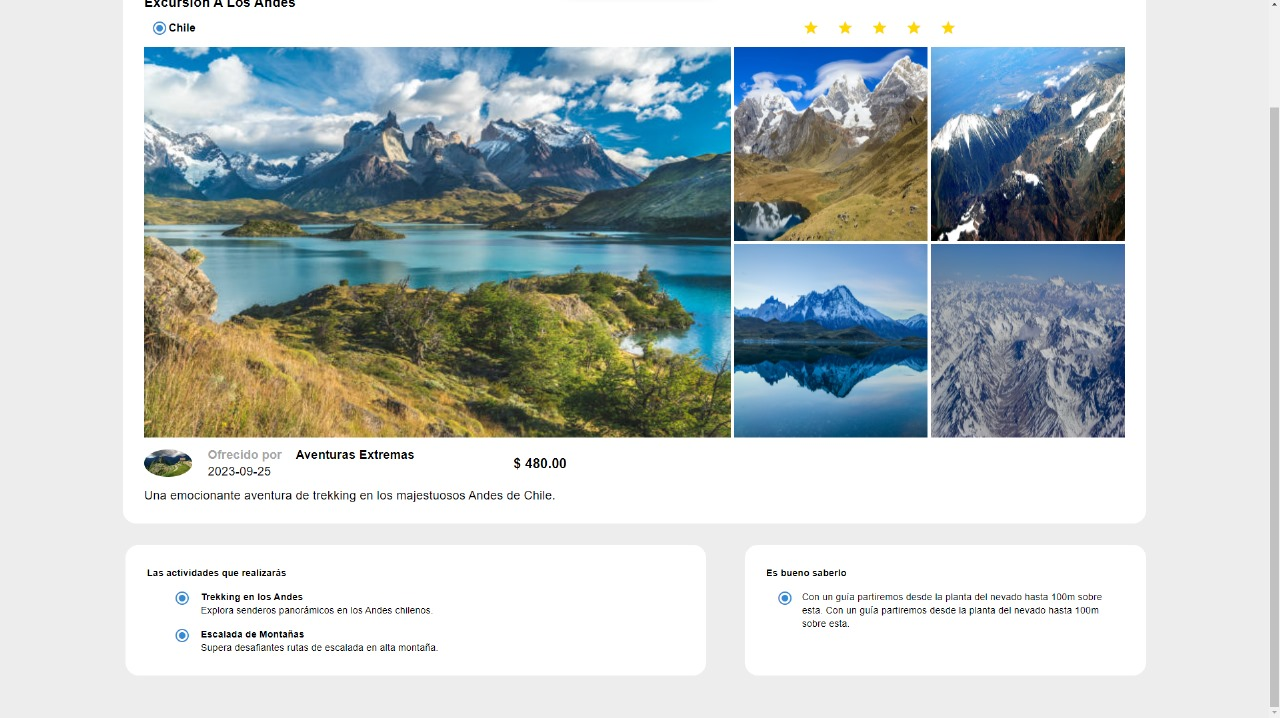 Excursión A Los Andes
Chile
Ofrecido por Aventuras Extremas
2023-09-25
$ 480.00
Una emocionante aventura de trekking en los majestuosos Andes de Chile.
Las actividades que realizarás
Trekking en los Andes
Explora senderos panorámicos en los Andes chilenos.
Escalada de Montañas
Supera desafiantes rutas de escalada en alta montaña.
Es bueno saberlo
Con un guía partiremos desde la planta del nevado hasta 100m sobre
esta. Con un guía partiremos desde la planta del nevado hasta 100m
sobre esta.